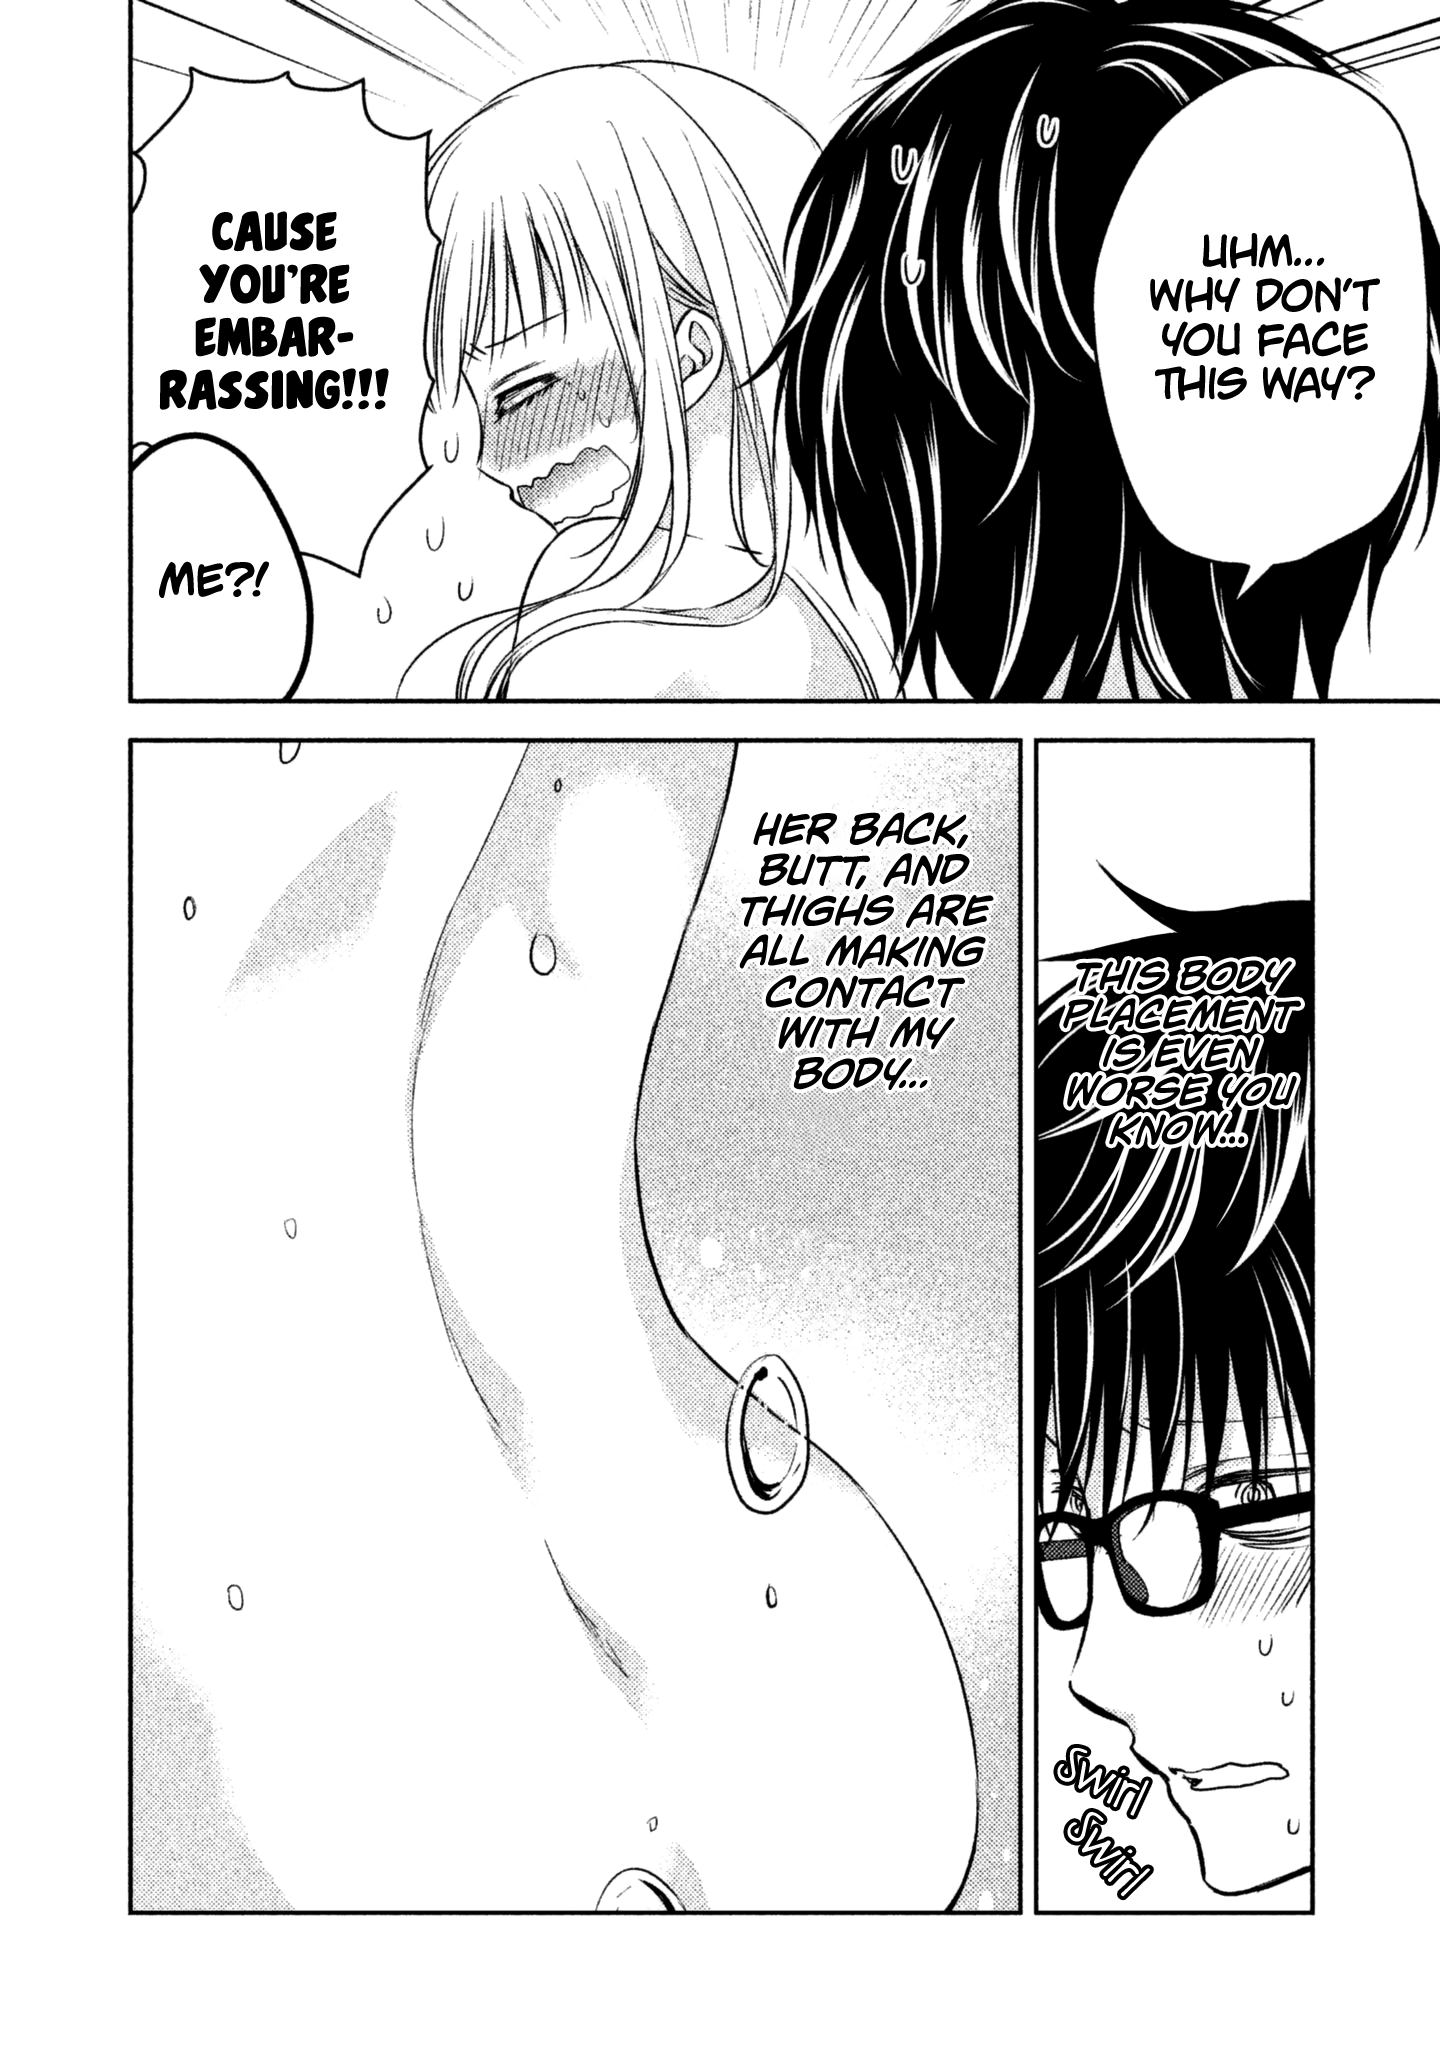 UHM...
WHY DON'T
YOU FACE
THIS WAY?
CAUSE
YOU'RE
EMBAR-
RASSING!!!
ME?!
THIS BODY
PLACEMENT
IS EVEN
WORSE YOU
KNOW...
Swirl
Swirl
HER BACK,
BUTT, AND
THIGHS ARE
ALL MAKING
CONTACT
WITH MY
BODY...